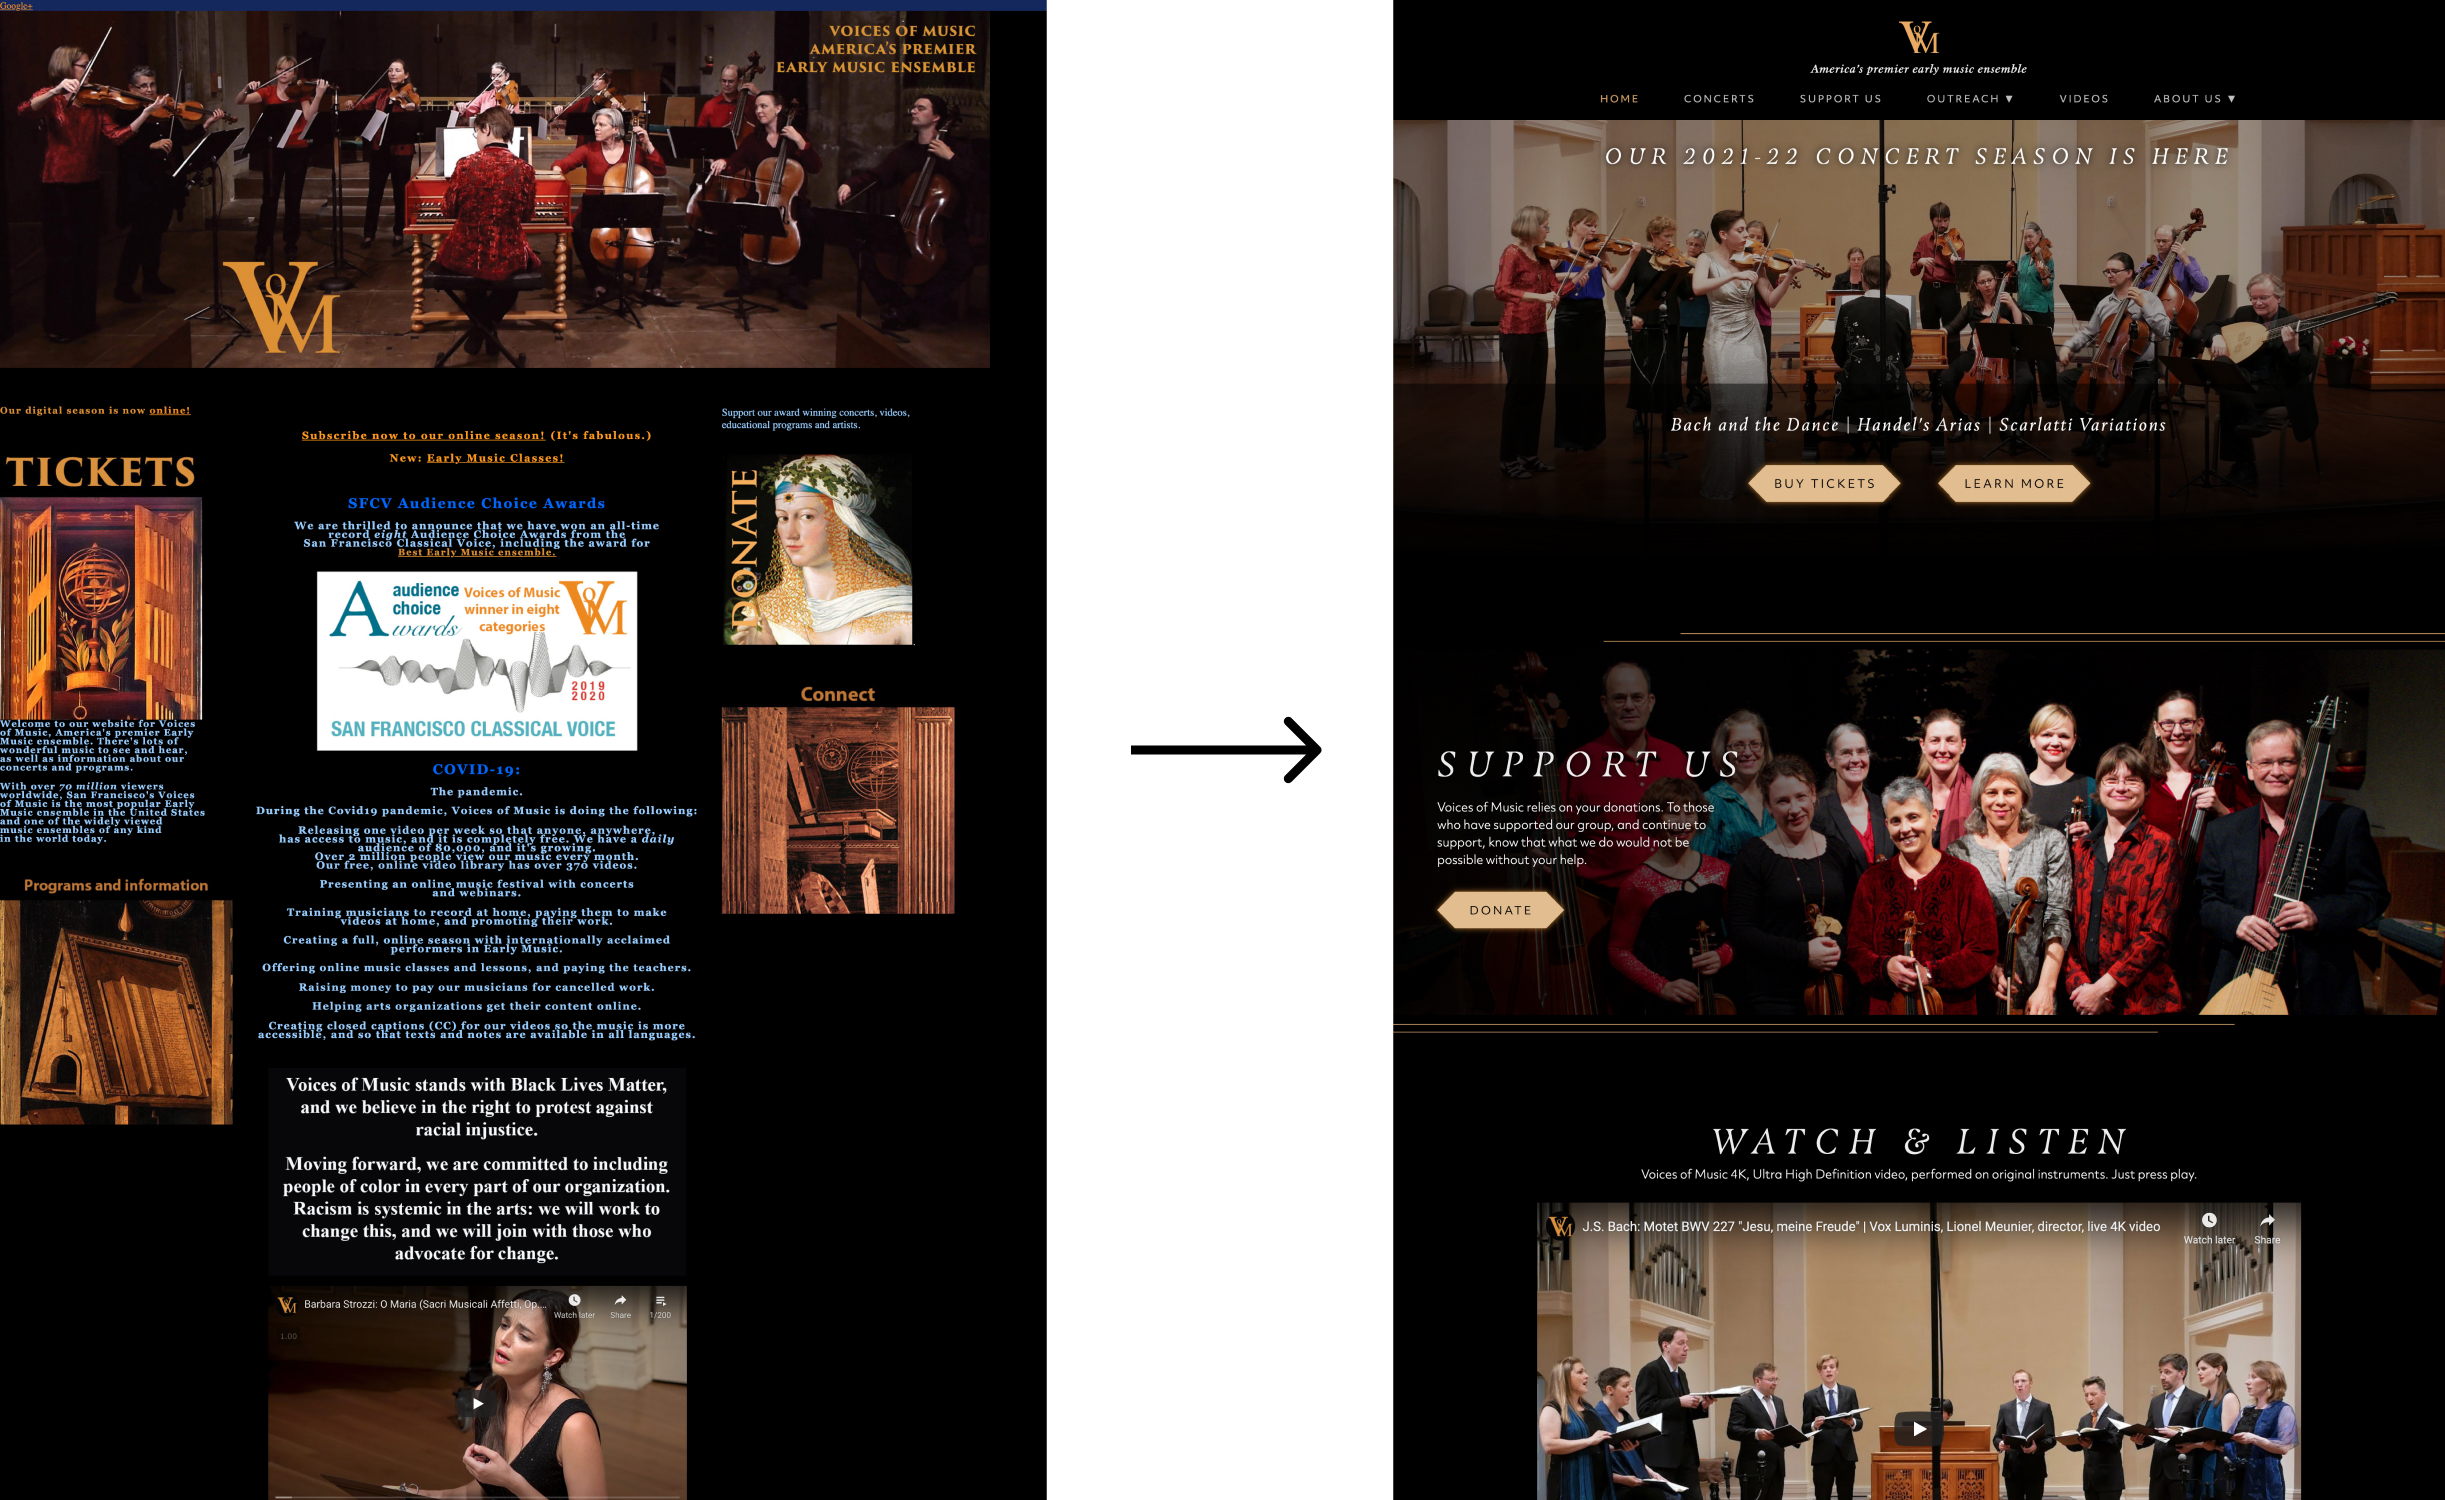 Google+
VOICES OF MUSIC
AMERICA'S PREMIER
EARLY MUSIC ENSEMBLE
VoM
Our digital season is now online!
TICKETS
Welcome to our website for Voices
of Music, America's premier Early
Music ensemble. There's lots of
wonderful music to see and hear,
as well as information about our
concerts and programs.
With over 70 million viewers
worldwide, San Francisco's Voices
of Music is the most popular Early
Music ensemble in the United States
and one of the widely viewed
music ensembles of any kind
in the world today.
Programs and information
Subscribe now to our online season! (It's fabulous.)
New: Early Music Classes!
SFCV Audience Choice Awards
We are thrilled to announce that we have won an all-time
record eight Audience Choice Awards from the
San Francisco Classical Voice, including the award for
Best Early Music ensemble.
audience
choice
Awards
Voices of Music
winner in eight
categories
VoM
2019
2020
SAN FRANCISCO CLASSICAL VOICE
COVID-19:
The pandemic.
During the Covid19 pandemic, Voices of Music is doing the following:
Releasing one video per week so that anyone, anywhere,
has access to music, and it is completely free. We have a daily
audience of 80,000, and it's growing.
Over 2 million people view our music every month.
Our free, online video library has over 370 videos.
Presenting an online music festival with concerts
and webinars.
Training musicians to record at home, paying them to make
videos at home, and promoting their work.
Creating a full, online season with internationally acclaimed
performers in Early Music.
Offering online music classes and lessons, and paying the teachers.
Raising money to pay our musicians for cancelled work.
Helping arts organizations get their content online.
Creating closed captions (CC) for our videos so the music is more
accessible, and so that texts and notes are available in all languages.
Voices of Music stands with Black Lives Matter,
and we believe in the right to protest against
racial injustice.
Moving forward, we are committed to including
people of color in every part of our organization.
Racism is systemic in the arts: we will work to
change this, and we will join with those who
advocate for change.
VoM
Barbara Strozzi: O Maria (Sacri Musicali Affetti, Op....
Watch later
Share
1/200
1.00
Support our award winning concerts, videos,
educational programs and artists.
DONATE
Connect
VoM
America's premier early music ensemble
HOME
CONCERTS
SUPPORT US
OUTREACH ▼
VIDEOS
ABOUT US ▼
OUR 2021-22 CONCERT SEASON IS HERE
Bach and the Dance | Handel's Arias | Scarlatti Variations
BUY TICKETS
LEARN MORE
SUPPORT US
Voices of Music relies on your donations. To those
who have supported our group, and continue to
support, know that what we do would not be
possible without your help.
DONATE
WATCH & LISTEN
Voices of Music 4K, Ultra High Definition video, performed on original instruments. Just press play.
VoM
J.S. Bach: Motet BWV 227 "Jesu, meine Freude" | Vox Luminis, Lionel Meunier, director, live 4K video
Watch later
Share